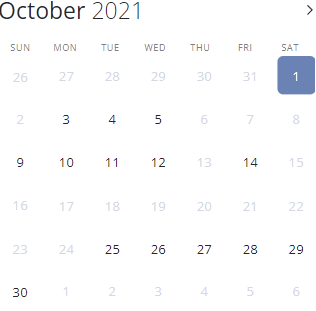 October 2021 >
SUN MON TUE WED THU FRI SAT
26 27 28 29 30 31 1
2 3 4 5 6 7 8
9 10 11 12 13 14 15
16 17 18 19 20 21 22
23 24 25 26 27 28 29
30 1 2 3 4 5 6